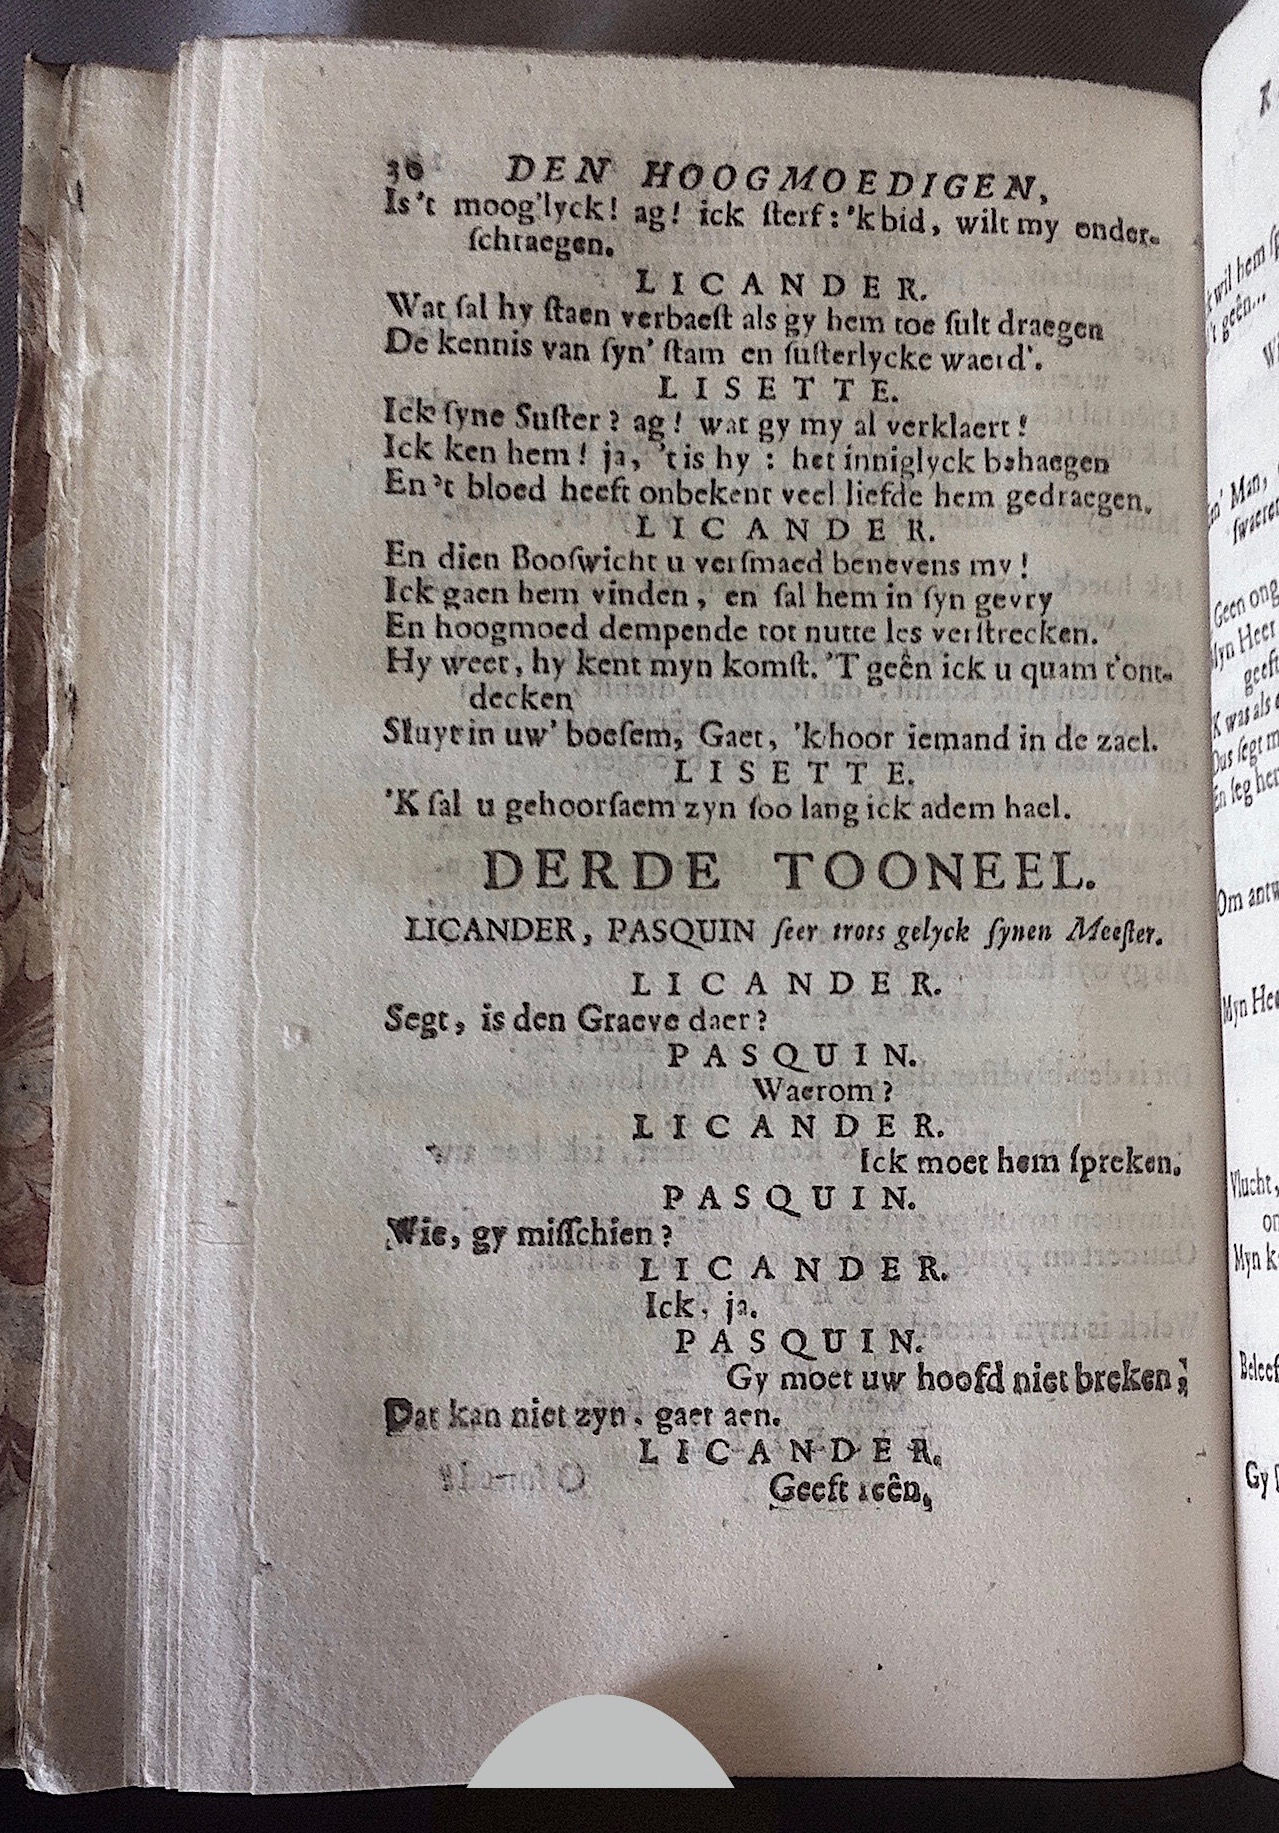 36 DEN HOOGMOEDIGEN,
Is't moog'lyck! ag! ick ſterf: 'k bid, wilt my onder-
ſchraegen.
LICANDER.
Wat ſal hy ſtaen verbaeſt als gy hem toe ſult draegen
De kennis van ſyn' ſtam en ſuſterlycke waerd'.
LISETTE.
Ick ſyne Suſter? ag! wat gy my al verklaert!
Ick ken hem! ja, 't is hy: het inniglyck behaegen
En 't bloed heeft onbekent veel liefde hem gedraegen.
LICANDER.
En dien Booſwicht u verſmaed benevens my!
Ick gaen hem vinden, en ſal hem in ſyn gevry
En hoogmoed dempende tot nutte les verſtrecken.
Hy weet, hy kent myn komſt. 'T geên ick u quam t'ont-
decken
Sluyt in uw' boeſem, Gaet, 'k hoor iemand in de zael.
LISETTE.
'K ſal u gehoorſaem zyn ſoo lang ick adem hael.
DERDE TOONEEL.
LICANDER, PASQUIN ſeer trots gelyck ſynen Meeſter.
LICANDER.
Segt, is den Graeve daer?
PASQUIN.
Waerom?
LICANDER.
Ick moet hem ſpreken.
PASQUIN.
Wie, gy miſſchien?
LICANDER.
Ick, ja.
PASQUIN.
Gy moet uw hoofd niet breken;
Dat kan niet zyn, gaet aen.
LICANDER.
Geeft reên,